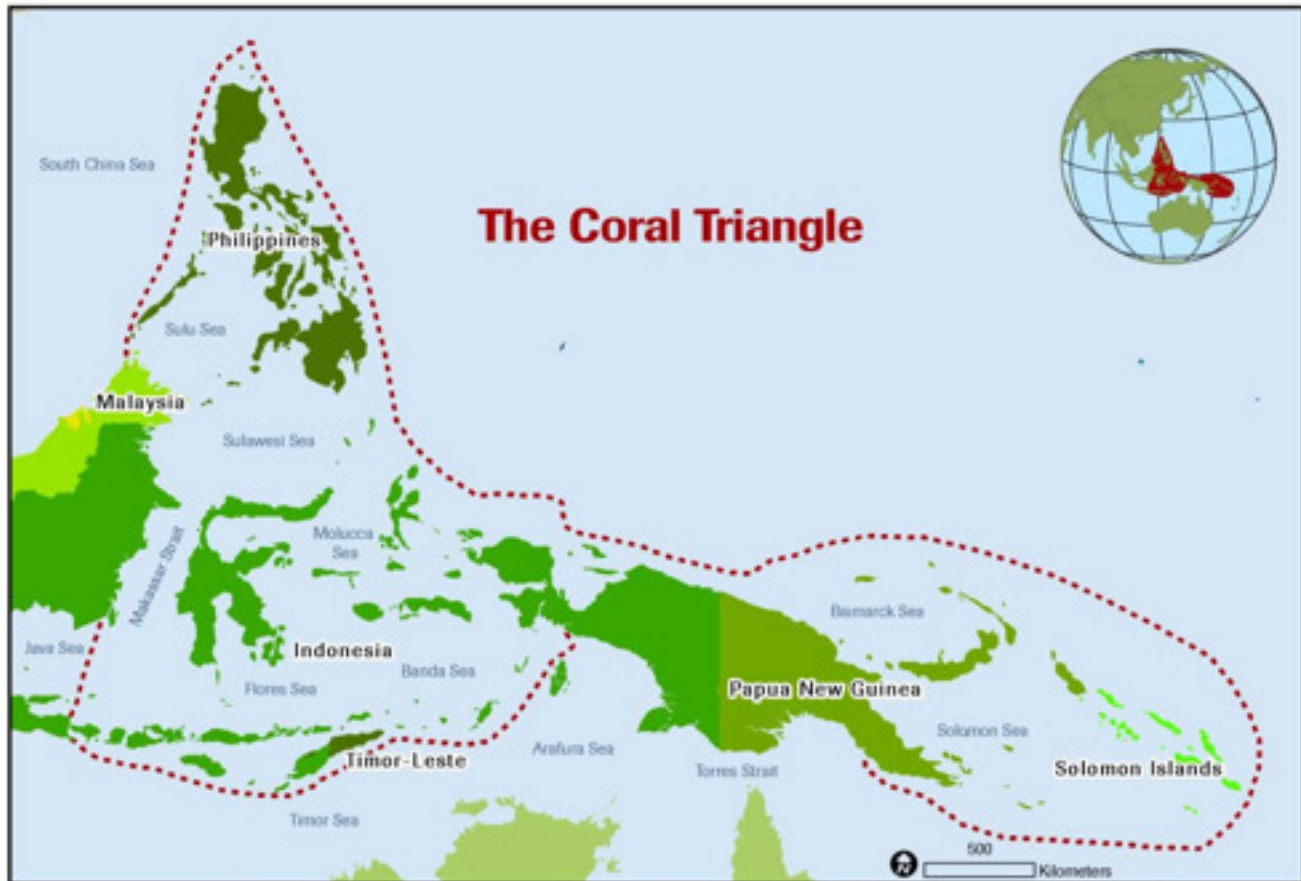 South China Sea
The Coral Triangle
Philippines
Sulu Sea
Malaysia
Sulawesi Sea
Molucca
Sea
Makassar Strait
Bismarck Sea
Java Sea
Indonesia
Banda Sea
Flores Sea
Papua New Guinea
Solomon Sea
Arafura Sea
Timor-Leste
Torres Strait
Solomon Islands
Timor Sea
500
Kilometers